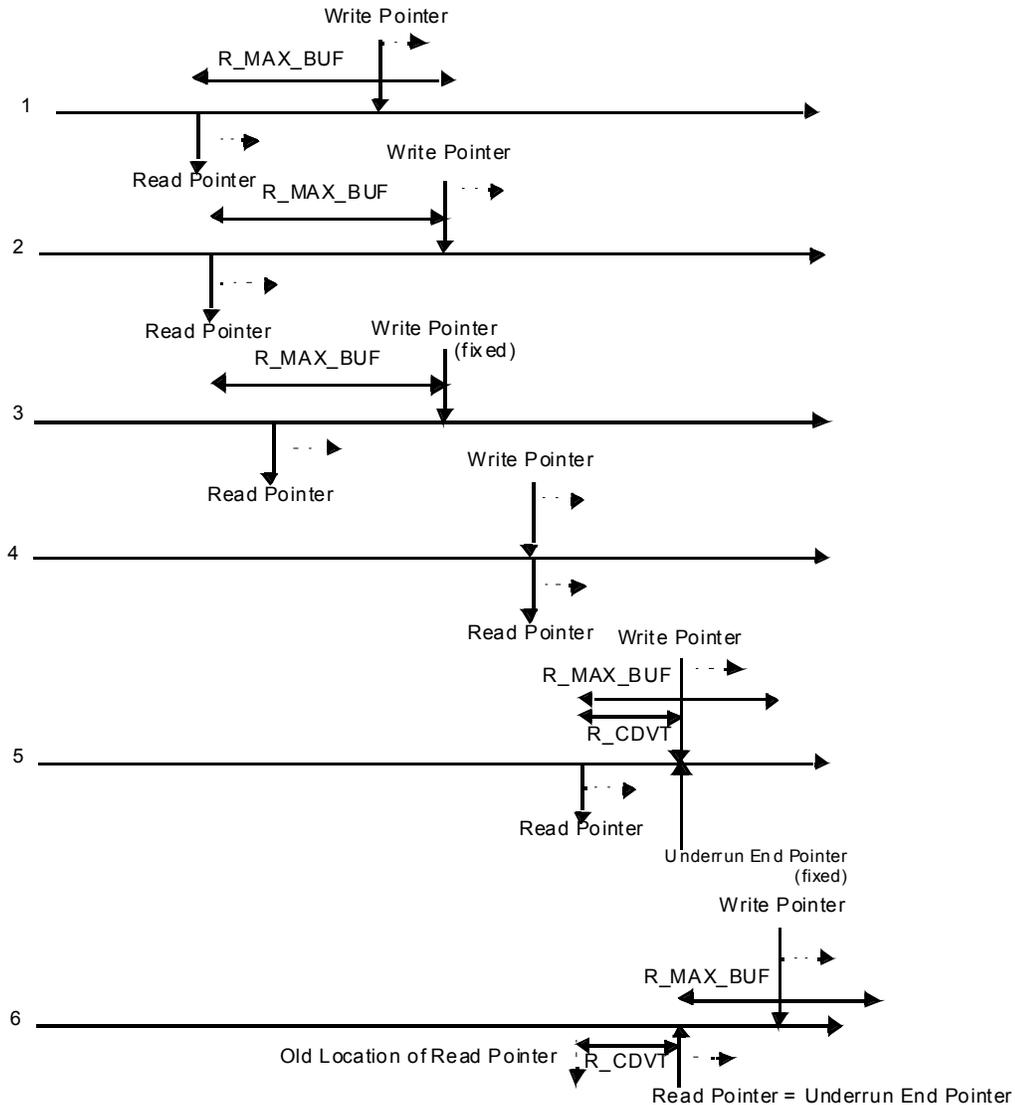 Write Pointer
R_MAX_BUF
1
Read Pointer
Write Pointer
R_MAX_BUF
2
Read Pointer
Write Pointer
(fixed)
R_MAX_BUF
3
Read Pointer
Write Pointer
4
Read Pointer
Write Pointer
R_MAX_BUF
R_CDVT
5
Read Pointer
Underrun End Pointer
(fixed)
Write Pointer
R_MAX_BUF
6
Old Location of Read Pointer
R_CDVT
Read Pointer = Underrun End Pointer